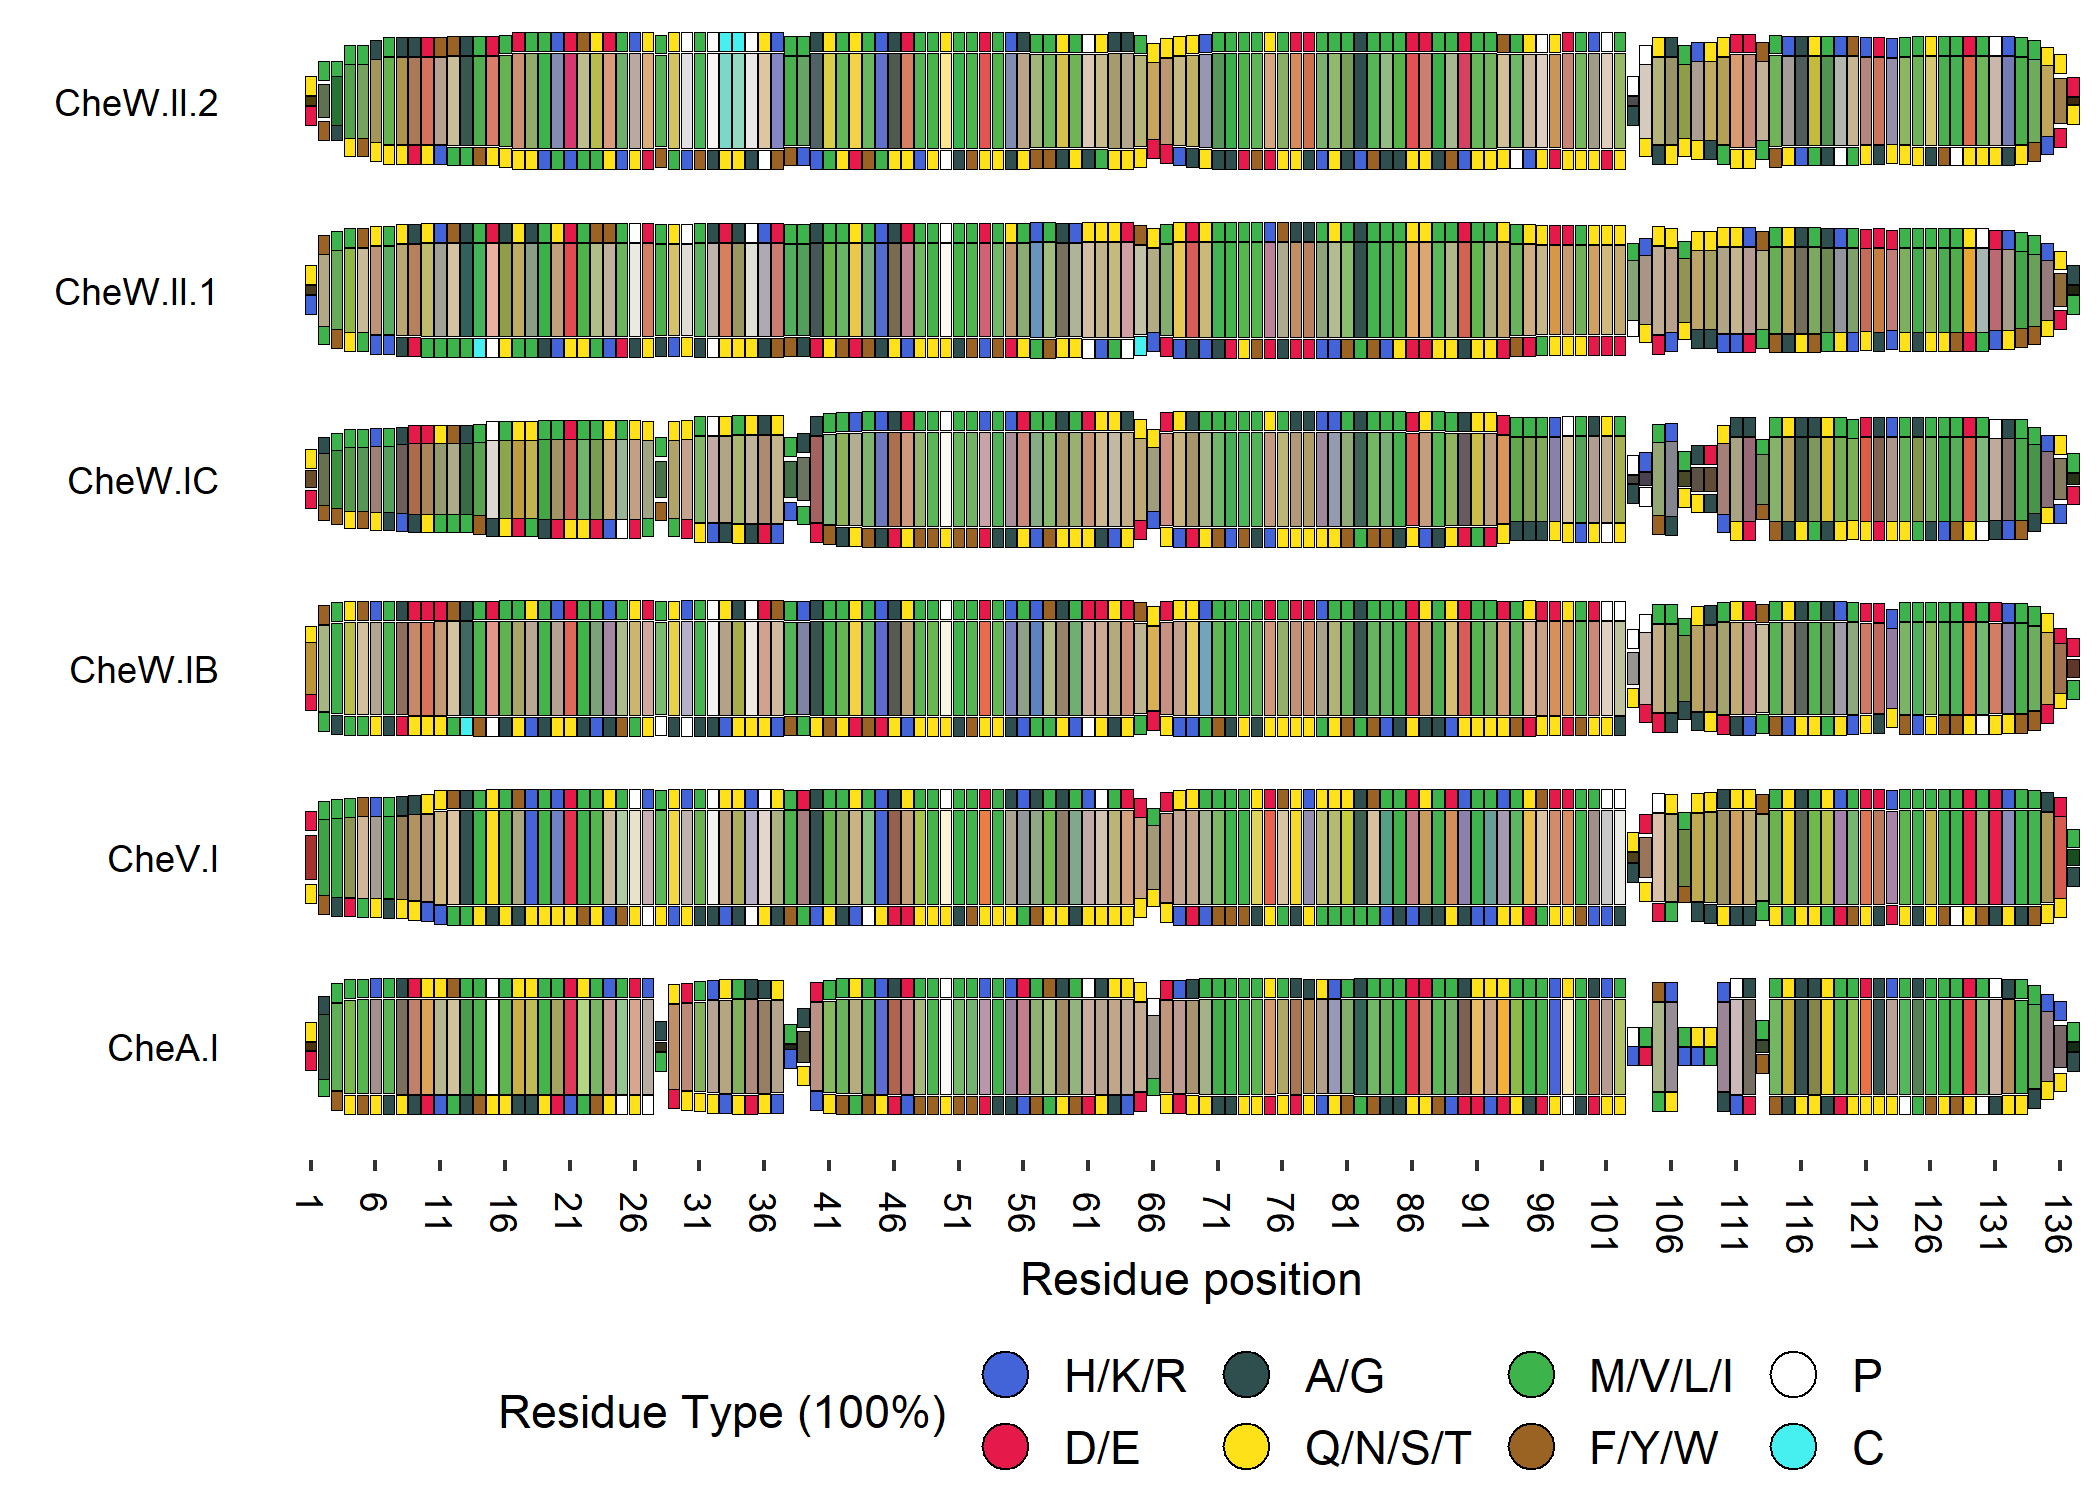 CheW.II.2
CheW.II.1
CheW.IC
CheW.IB
CheV.I
CheA.I
1 6 11 16 21 26 31 36 41 46 51 56 61 66 71 76 81 86 91 96 101 106 111 116 121 126 131 136
Residue position
Residue Type (100%)
H/K/R A/G M/V/L/I P
D/E Q/N/S/T F/Y/W C